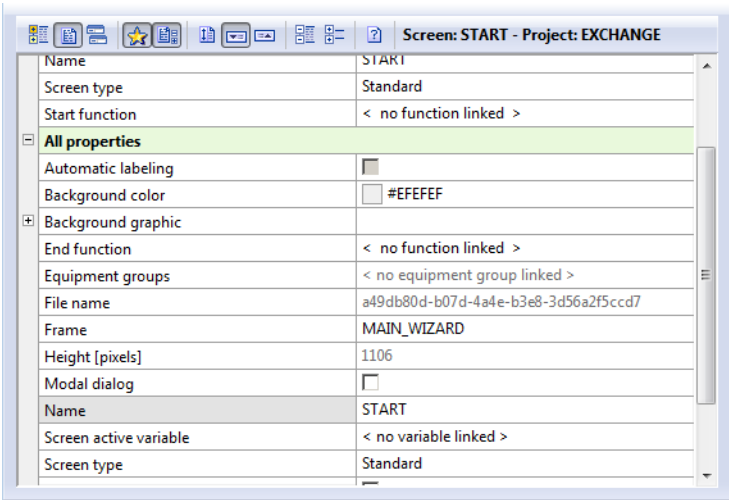 Screen: START - Project: EXCHANGE
Name START
Screen type Standard
Start function < no function linked >
All properties
Automatic labeling
Background color #EFEFEF
Background graphic
End function < no function linked >
Equipment groups < no equipment group linked >
File name a49db80d-b07d-4a4e-b3e8-3d56a2f5ccd7
Frame MAIN_WIZARD
Height [pixels] 1106
Modal dialog
Name START
Screen active variable < no variable linked >
Screen type Standard